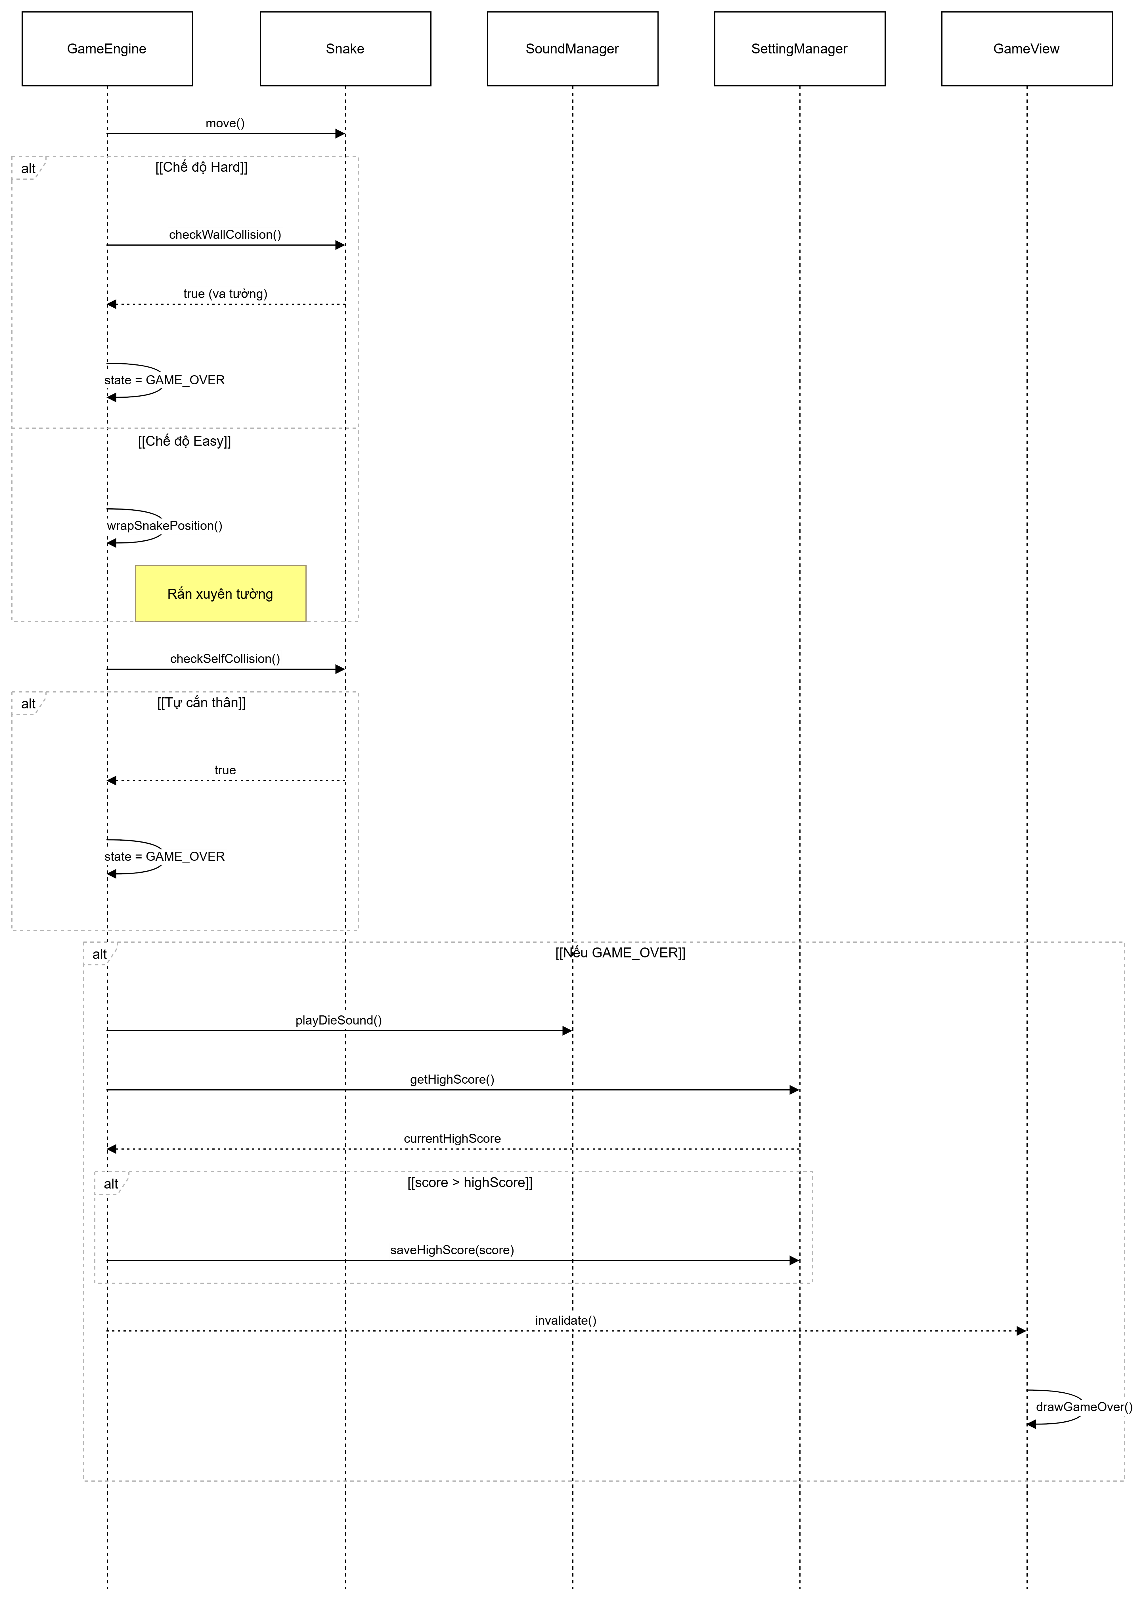 GameEngine
Snake
SoundManager
SettingManager
GameView
move()
alt
[[Chế độ Hard]]
checkWallCollision()
true (va tường)
state = GAME_OVER
[[Chế độ Easy]]
wrapSnakePosition()
Rắn xuyên tường
checkSelfCollision()
alt
[[Tự cắn thân]]
true
state = GAME_OVER
alt
[[Nếu GAME_OVER]]
playDieSound()
getHighScore()
currentHighScore
alt
[[score > highScore]]
saveHighScore(score)
invalidate()
drawGameOver()